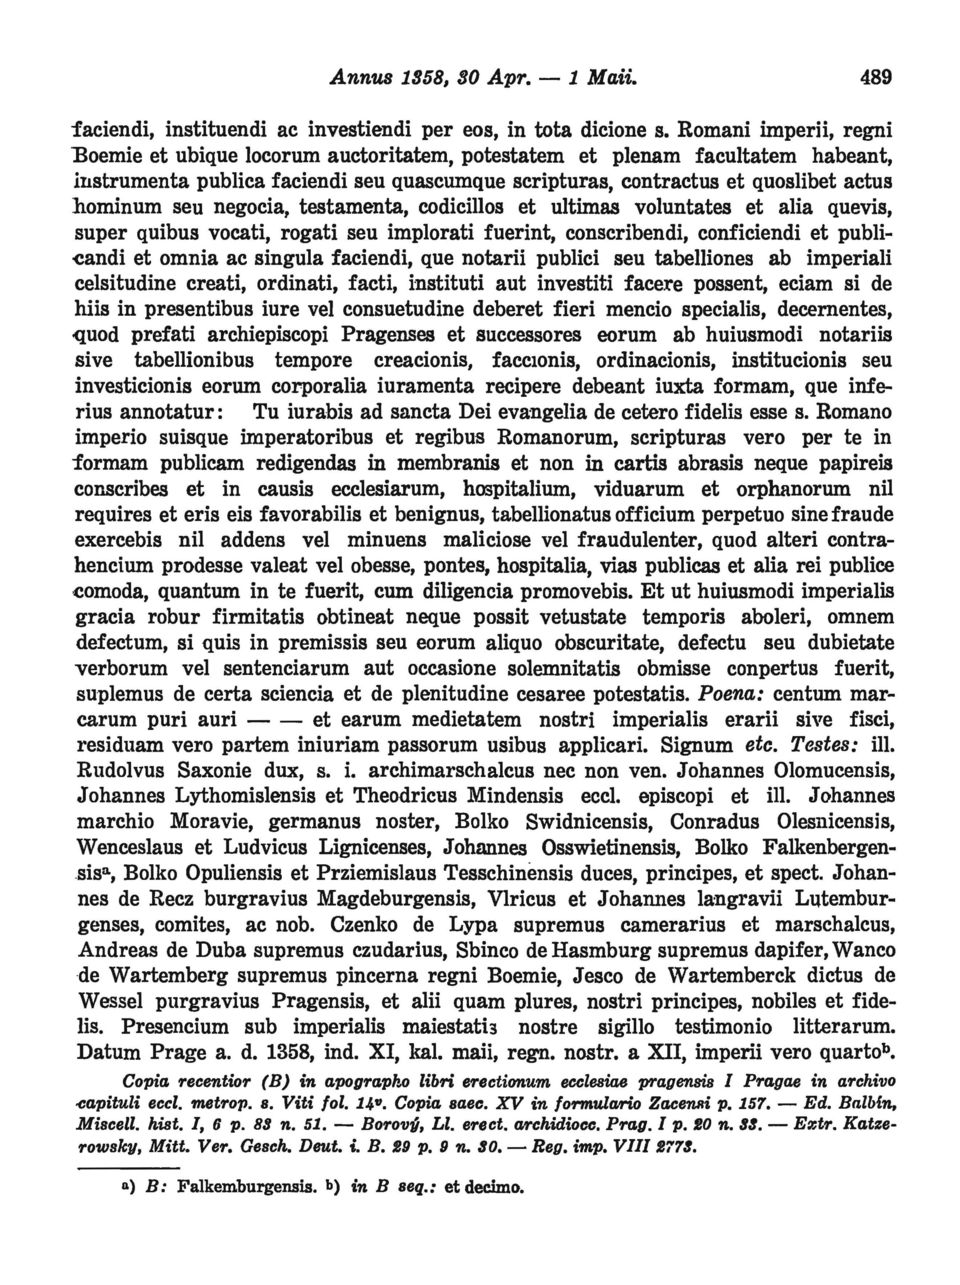 Annus 1358, 30 Apr. — 1 Maii. 489
faciendi, instituendi ac investiendi per eos, in tota dicione s. Romani imperii, regni
Boemie et ubique locorum auctoritatem, potestatem et plenam facultatem habeant,
instrumenta publica faciendi seu quascumque scripturas, contractus et quoslibet actus
hominum seu negocia, testamenta, codicillos et ultimas voluntates et alia quevis,
super quibus vocati, rogati seu implorati fuerint, conscribendi, conficiendi et publi-
candi et omnia ac singula faciendi, que notarii publici seu tabelliones ab imperiali
celsitudine creati, ordinati, facti, instituti aut investiti facere possent, eciam si de
hiis in presentibus iure vel consuetudine deberet fieri mencio specialis, decernentes,
quod prefati archiepiscopi Pragenses et successores eorum ab huiusmodi notariis
sive tabellionibus tempore creacionis, faccionis, ordinacionis, institucionis seu
investicionis eorum corporalia iuramenta recipere debeant iuxta formam, que infe-
rius annotatur: Tu iurabis ad sancta Dei evangelia de cetero fidelis esse s. Romano
imperio suisque imperatoribus et regibus Romanorum, scripturas vero per te in
formam publicam redigendas in membranis et non in cartis abrasis neque papireis
conscribes et in causis ecclesiarum, hospitalium, viduarum et orphanorum nil
requires et eris eis favorabilis et benignus, tabellionatus officium perpetuo sine fraude
exercebis nil addens vel minuens maliciose vel fraudulenter, quod alteri contra-
hencium prodesse valeat vel obesse, pontes, hospitalia, vias publicas et alia rei publice
comoda, quantum in te fuerit, cum diligencia promovebis. Et ut huiusmodi imperialis
gracia robur firmitatis obtineat neque possit vetustate temporis aboleri, omnem
defectum, si quis in premissis seu eorum aliquo obscuritate, defectu seu dubietate
verborum vel sentenciarum aut occasione solemnitatis obmisse conpertus fuerit,
suplemus de certa sciencia et de plenitudine cesaree potestatis. Poena: centum mar-
carum puri auri — — et earum medietatem nostri imperialis erarii sive fisci,
residuam vero partem iniuriam passorum usibus applicari. Signum etc. Testes: ill.
Rudolvus Saxonie dux, s. i. archimarschalcus nec non ven. Johannes Olomucensis,
Johannes Lythomislensis et Theodricus Mindensis eccl. episcopi et ill. Johannes
marchio Moravie, germanus noster, Bolko Swidnicensis, Conradus Olesnicensis,
Wenceslaus et Ludvicus Lignicenses, Johannes Osswietinensis, Bolko Falkenbergen-
sisᵃ, Bolko Opuliensis et Prziemislaus Tesschinensis duces, principes, et spect. Johan-
nes de Recz burgravius Magdeburgensis, Vlricus et Johannes langravii Lutembur-
genses, comites, ac nob. Czenko de Lypa supremus camerarius et marschalcus,
Andreas de Duba supremus czudarius, Sbinco de Hasmburg supremus dapifer, Wanco
de Wartemberg supremus pincerna regni Boemie, Jesco de Wartemberck dictus de
Wessel purgravius Pragensis, et alii quam plures, nostri principes, nobiles et fide-
lis. Presencium sub imperialis maiestatis nostre sigillo testimonio litterarum.
Datum Prage a. d. 1358, ind. XI, kal. maii, regn. nostr. a XII, imperii vero quartoᵇ.
Copia recentior (B) in apographo libri erectionum ecclesiae pragensis I Pragae in archivo
capituli eccl. metrop. s. Viti fol. 14ᵛ. Copia saec. XV in formulario Zacensi p. 157. — Ed. Balbín,
Miscell. hist. I, 6 p. 83 n. 51. — Borový, Ll. erect. archidioec. Prag. I p. 20 n. 33. — Extr. Katze-
rowsky, Mitt. Ver. Gesch. Deut. i. B. 29 p. 9 n. 30. — Reg. imp. VIII 2773.
a) B: Falkemburgensis. b) in B seq.: et decimo.